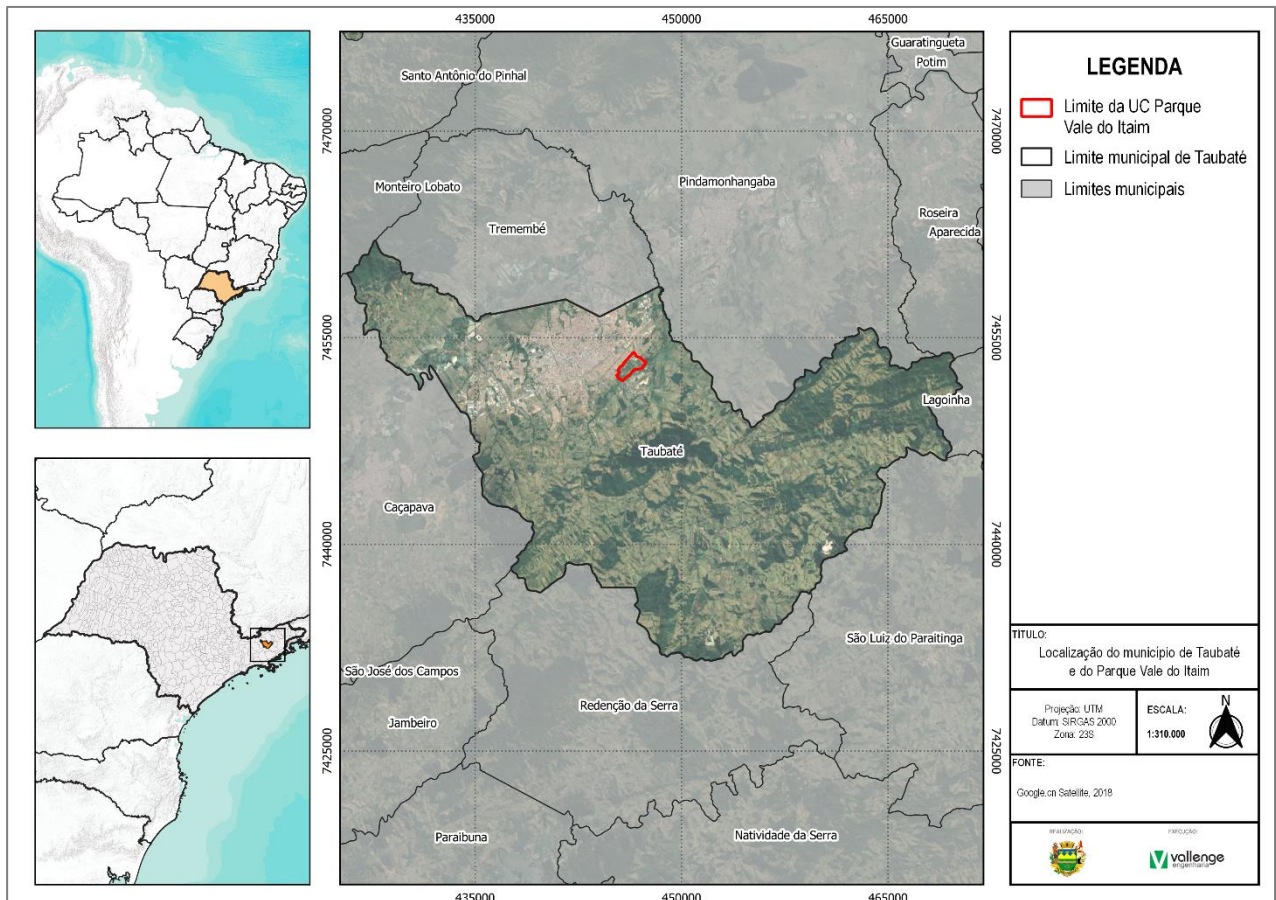 435000
450000
465000
7470000
7455000
7440000
7425000
Guaratingueta
Potim
Santo Antônio do Pinhal
Monteiro Lobato
Pindamonhangaba
Tremembé
Roseira
Aparecida
Lagoinha
Taubaté
Caçapava
São Luiz do Paraitinga
São José dos Campos
Redenção da Serra
Jambeiro
Paraibuna
Natividade da Serra
7470000
7455000
7440000
7425000
435000
450000
465000
LEGENDA
Limite da UC Parque
Vale do Itaim
Limite municipal de Taubaté
Limites municipais
TÍTULO:
Localização do município de Taubaté
e do Parque Vale do Itaim
Projeção: UTM
Datum: SIRGAS 2000
Zona: 23S
ESCALA:
1:310.000
N
FONTE:
Google.cn Satellite, 2018
REALIZAÇÃO:
EXECUÇÃO:
vallenge
engenharia